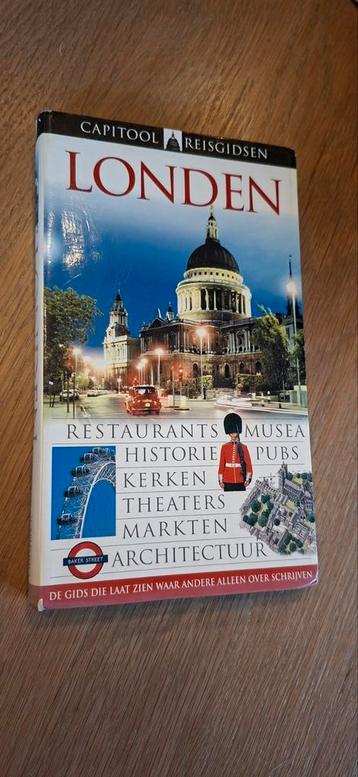 CAPITOOL REISGIDSEN
LONDEN
RESTAURANTS MUSEA
HISTORIE PUBS
KERKEN
THEATERS
MARKTEN
BAKER STREET ARCHITECTUUR
DE GIDS DIE LAAT ZIEN WAAR ANDERE ALLEEN OVER SCHRIJVEN